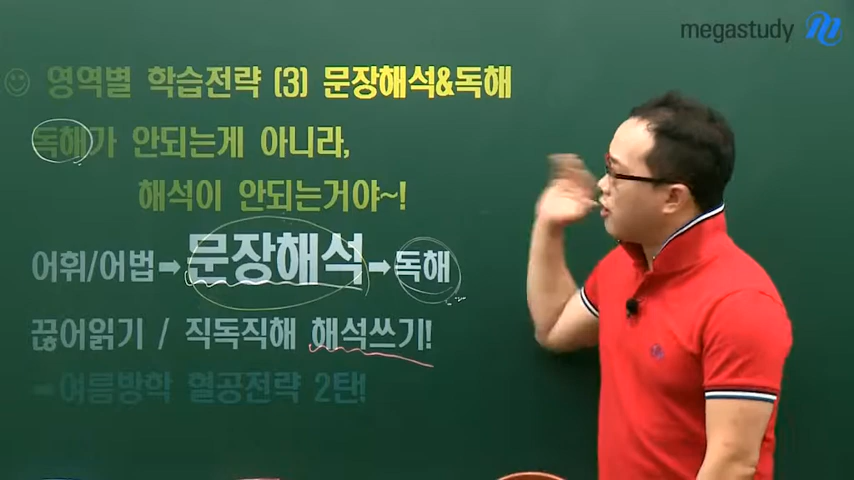 megastudy
영역별 학습전략 (3) 문장해석&독해
독해가 안되는게 아니라,
해석이 안되는거야~!
어휘/어법➡문장해석➡독해
끊어읽기 / 직독직해 해석쓰기!
➡여름방학 혈공전략 2탄!